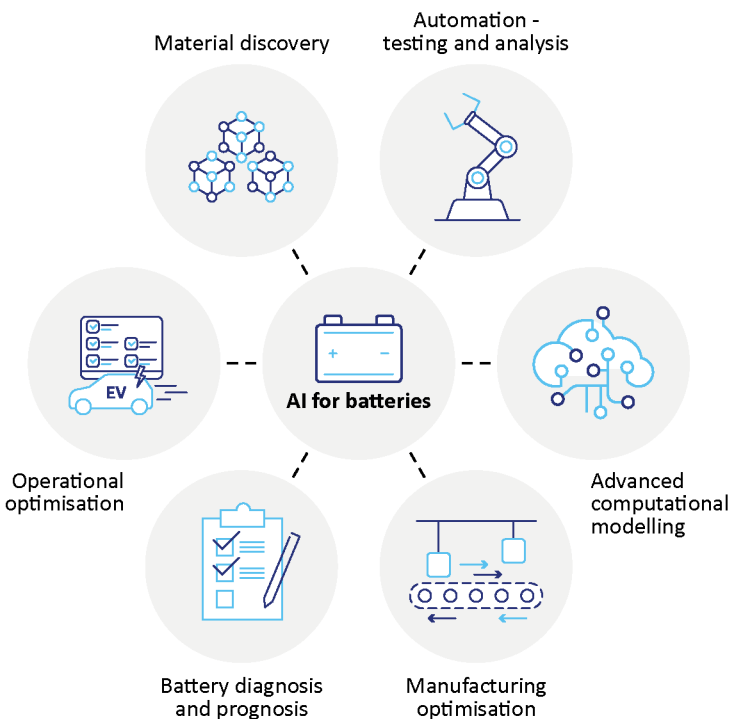 Material discovery
Automation -
testing and analysis
EV
+ −
AI for batteries
Operational
optimisation
Advanced
computational
modelling
Battery diagnosis
and prognosis
Manufacturing
optimisation